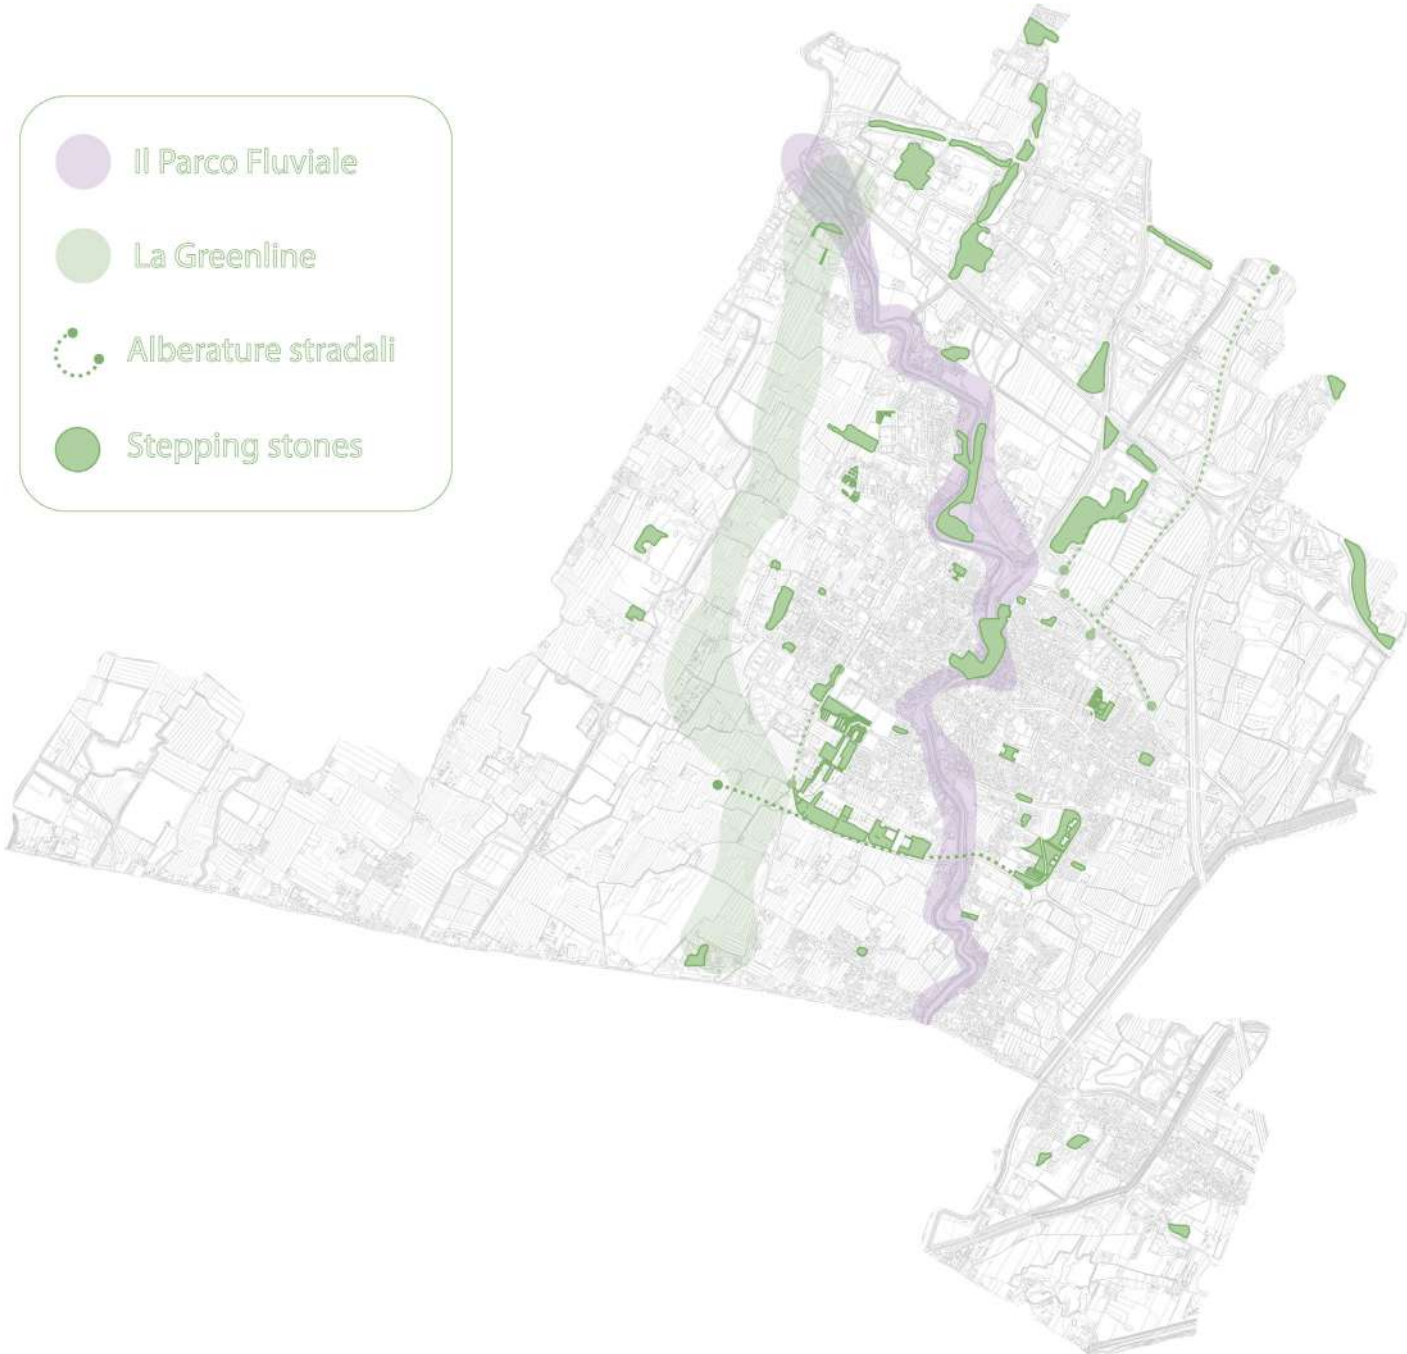 Il Parco Fluviale
La Greenline
Alberature stradali
Stepping stones